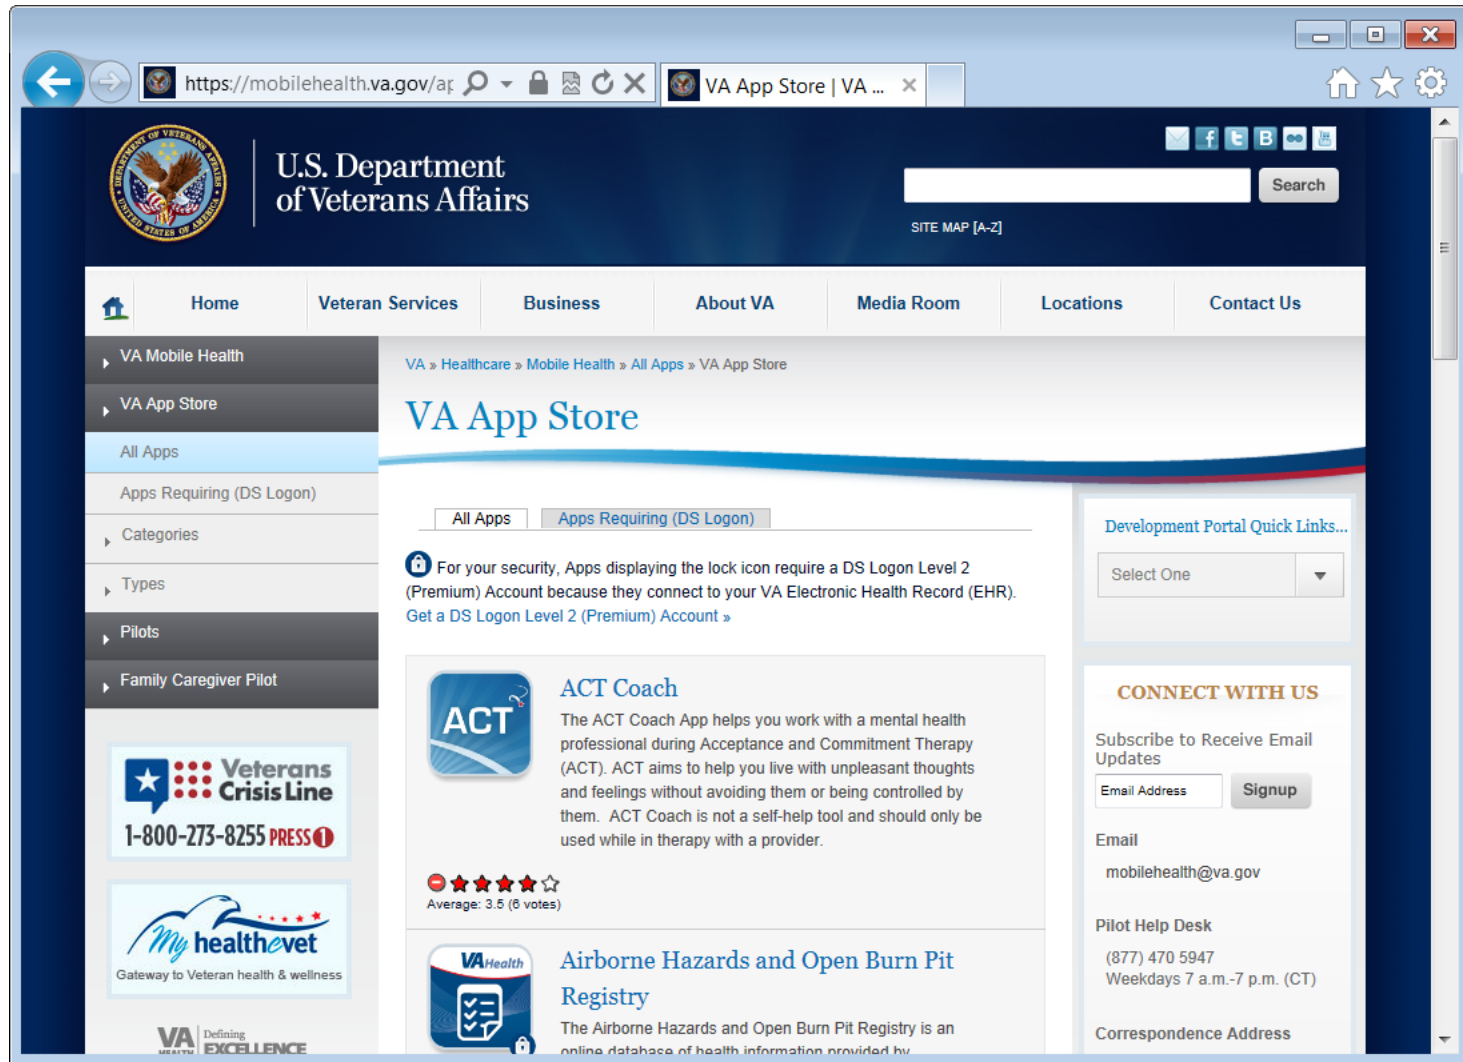 https://mobilehealth.va.gov/ap
VA App Store | VA ...
U.S. Department
of Veterans Affairs
Search
SITE MAP [A-Z]
Home
Veteran Services
Business
About VA
Media Room
Locations
Contact Us
VA Mobile Health
VA App Store
All Apps
Apps Requiring (DS Logon)
Categories
Types
Pilots
Family Caregiver Pilot
Veterans
Crisis Line
1-800-273-8255 PRESS 1
My healthevet
Gateway to Veteran health & wellness
VA
HEALTH
Defining
EXCELLENCE
VA » Healthcare » Mobile Health » All Apps » VA App Store
VA App Store
All Apps
Apps Requiring (DS Logon)
For your security, Apps displaying the lock icon require a DS Logon Level 2
(Premium) Account because they connect to your VA Electronic Health Record (EHR).
Get a DS Logon Level 2 (Premium) Account »
ACT
ACT Coach
The ACT Coach App helps you work with a mental health
professional during Acceptance and Commitment Therapy
(ACT). ACT aims to help you live with unpleasant thoughts
and feelings without avoiding them or being controlled by
them. ACT Coach is not a self-help tool and should only be
used while in therapy with a provider.
Average: 3.5 (6 votes)
VA Health
Airborne Hazards and Open Burn Pit
Registry
The Airborne Hazards and Open Burn Pit Registry is an
online database of health information provided by
Development Portal Quick Links...
Select One
CONNECT WITH US
Subscribe to Receive Email
Updates
Email Address
Signup
Email
mobilehealth@va.gov
Pilot Help Desk
(877) 470 5947
Weekdays 7 a.m.-7 p.m. (CT)
Correspondence Address